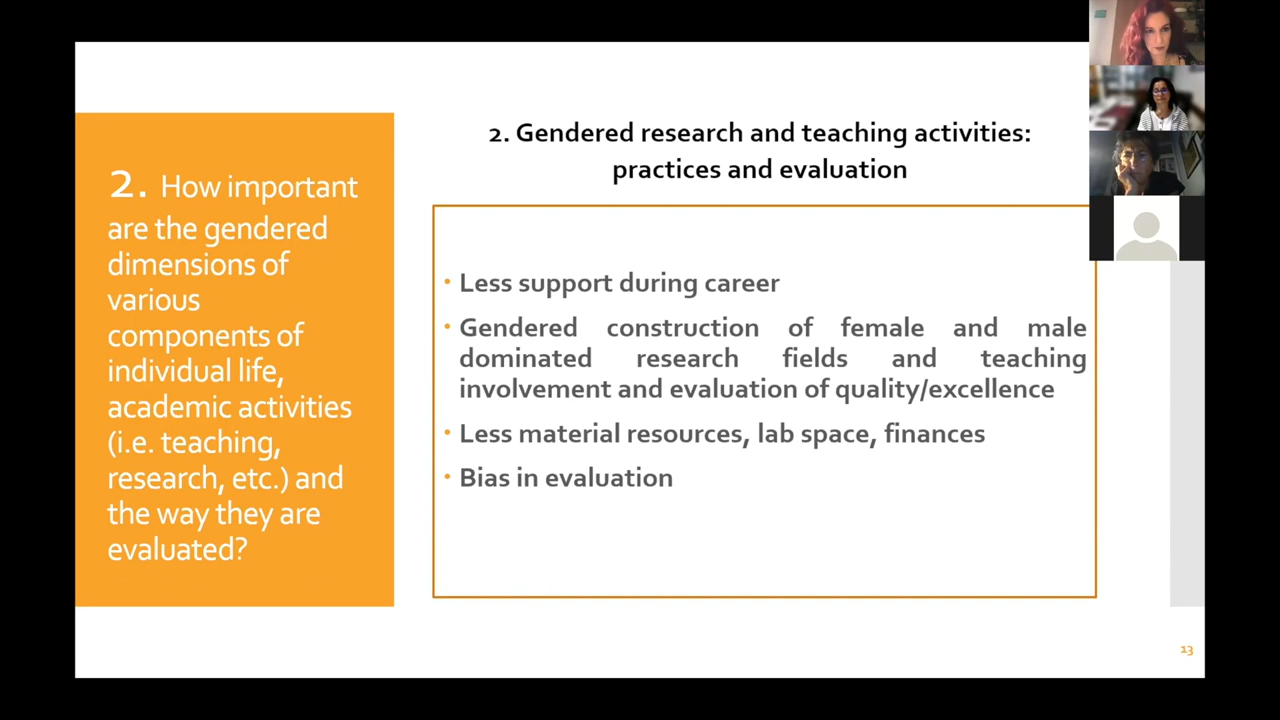 2. How important
are the gendered
dimensions of
various
components of
individual life,
academic activities
(i.e. teaching,
research, etc.) and
the way they are
evaluated?
2. Gendered research and teaching activities:
practices and evaluation
• Less support during career
• Gendered construction of female and male
dominated research fields and teaching
involvement and evaluation of quality/excellence
• Less material resources, lab space, finances
• Bias in evaluation
13